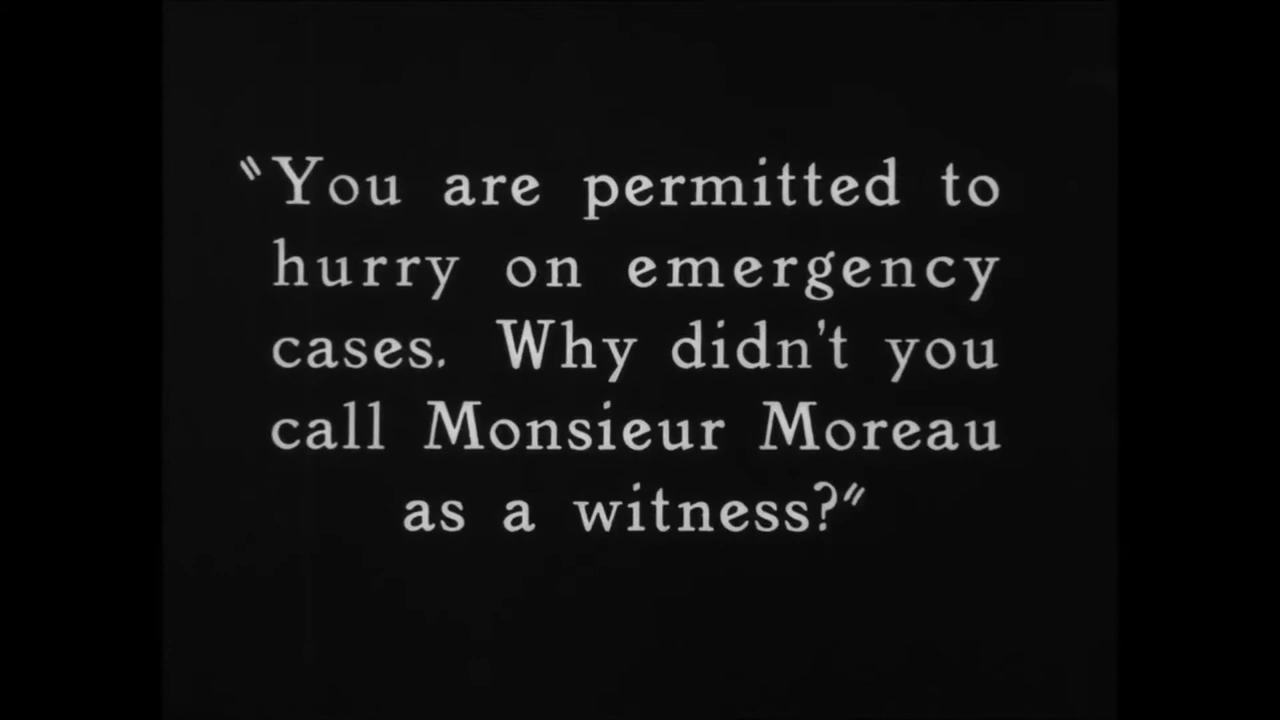 "You are permitted to
hurry on emergency
cases. Why didn't you
call Monsieur Moreau
as a witness?"